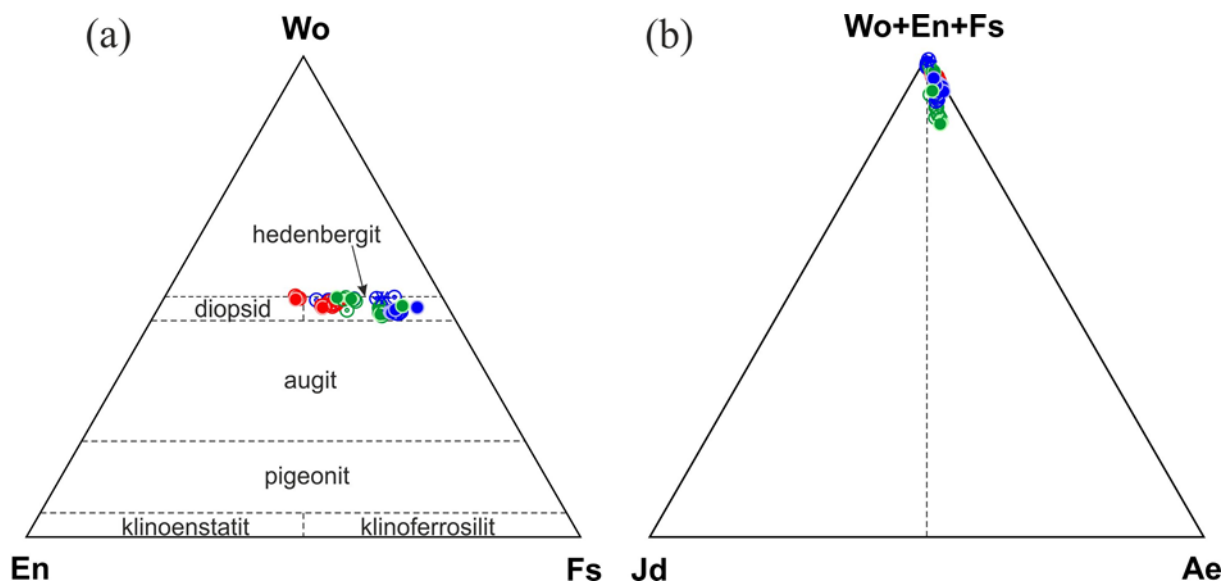 (a)
Wo
hedenbergit
diopsid
augit
pigeonit
klinoenstatit
klinoferrosilit
En
Fs
(b)
Wo+En+Fs
Jd
Ae